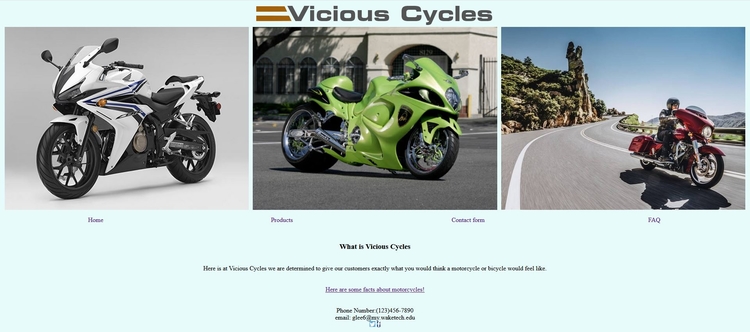 Vicious Cycles
Home Products Contact form FAQ
What is Vicious Cycles
Here is at Vicious Cycles we are determined to give our customers exactly what you would think a motorcycle or bicycle would feel like.
Here are some facts about motorcycles!
Phone Number:(123)456-7890
email: glee6@my.waketech.edu